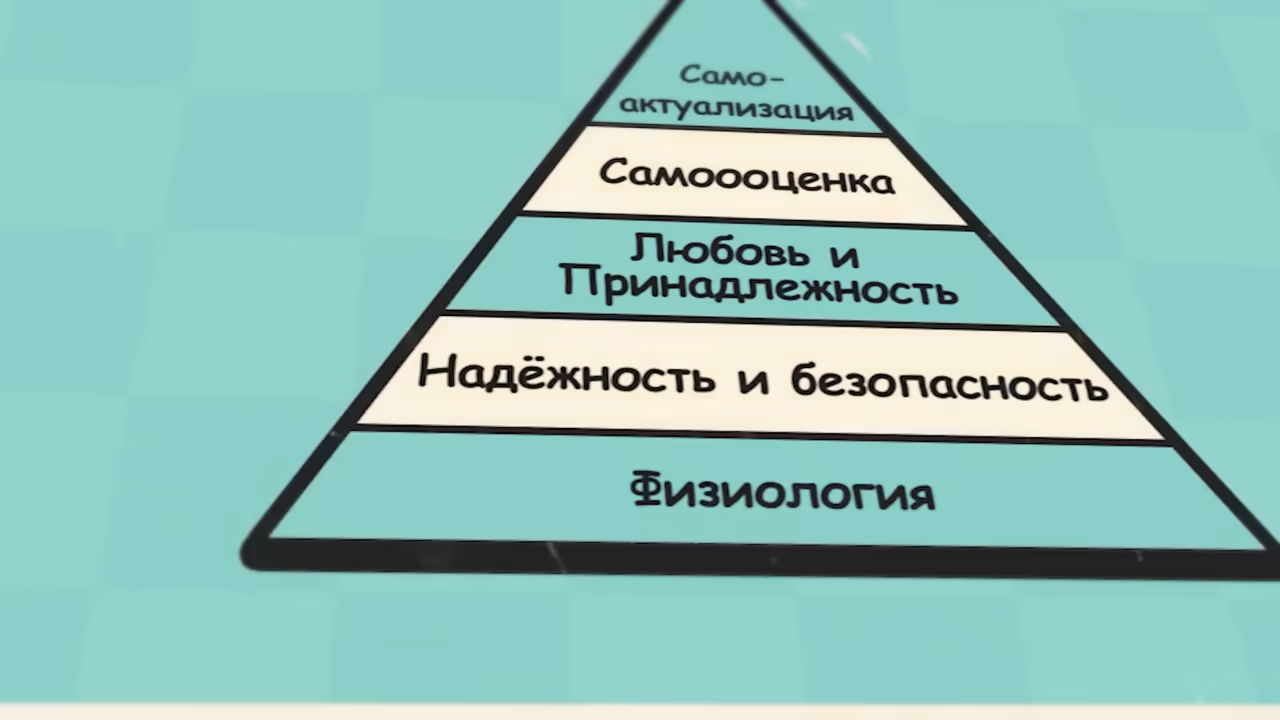 Само-
актуализация
Самоооценка
Любовь и
Принадлежность
Надёжность и безопасность
Физиология